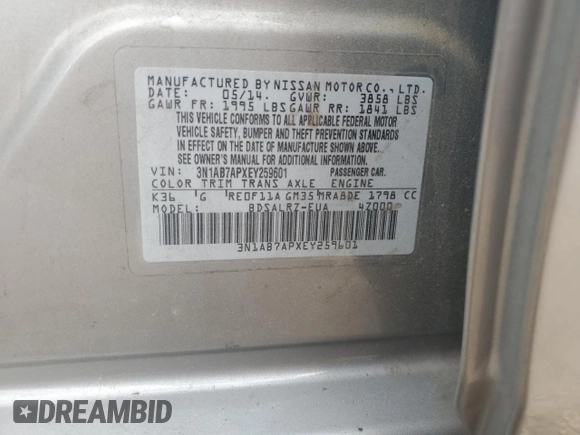 MANUFACTURED BY NISSAN MOTOR CO., LTD.
DATE: 05/14. GVWR: 3858 LBS
GAWR FR: 1995 LBS GAWR RR: 1841 LBS
THIS VEHICLE CONFORMS TO ALL APPLICABLE FEDERAL MOTOR
VEHICLE SAFETY, BUMPER AND THEFT PREVENTION STANDARDS
IN EFFECT ON THE DATE OF MANUFACTURE SHOWN ABOVE.
SEE OWNER'S MANUAL FOR ADDITIONAL INFORMATION.
VIN: 3N1AB7APXEY259601 PASSENGER CAR.
COLOR TRIM TRANS AXLE ENGINE
K36 G RE0F11A GM35 MRA8DE 1798 CC
MODEL: BDSALRZ-EUA 4Z000
3N1AB7APXEY259601
DREAMBID